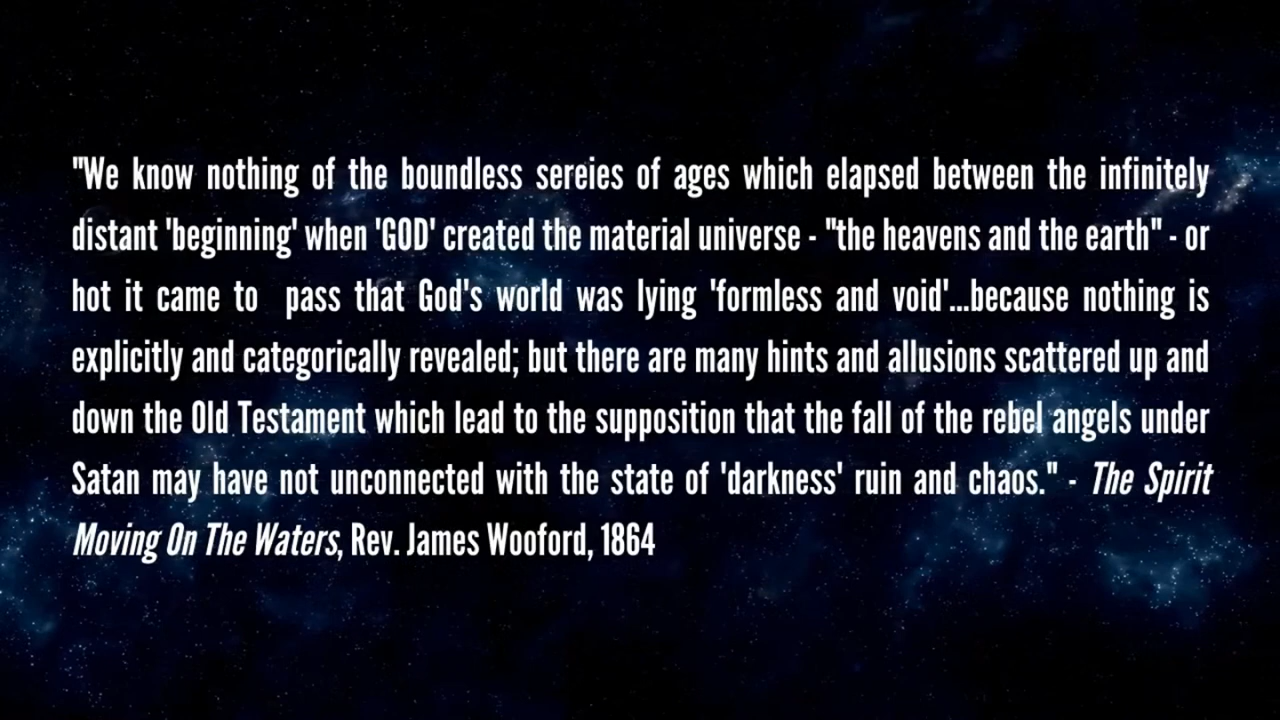 "We know nothing of the boundless sereies of ages which elapsed between the infinitely
distant 'beginning' when 'GOD' created the material universe - "the heavens and the earth" - or
hot it came to  pass that God's world was lying 'formless and void'...because nothing is
explicitly and categorically revealed; but there are many hints and allusions scattered up and
down the Old Testament which lead to the supposition that the fall of the rebel angels under
Satan may have not unconnected with the state of 'darkness' ruin and chaos." - The Spirit
Moving On The Waters, Rev. James Wooford, 1864